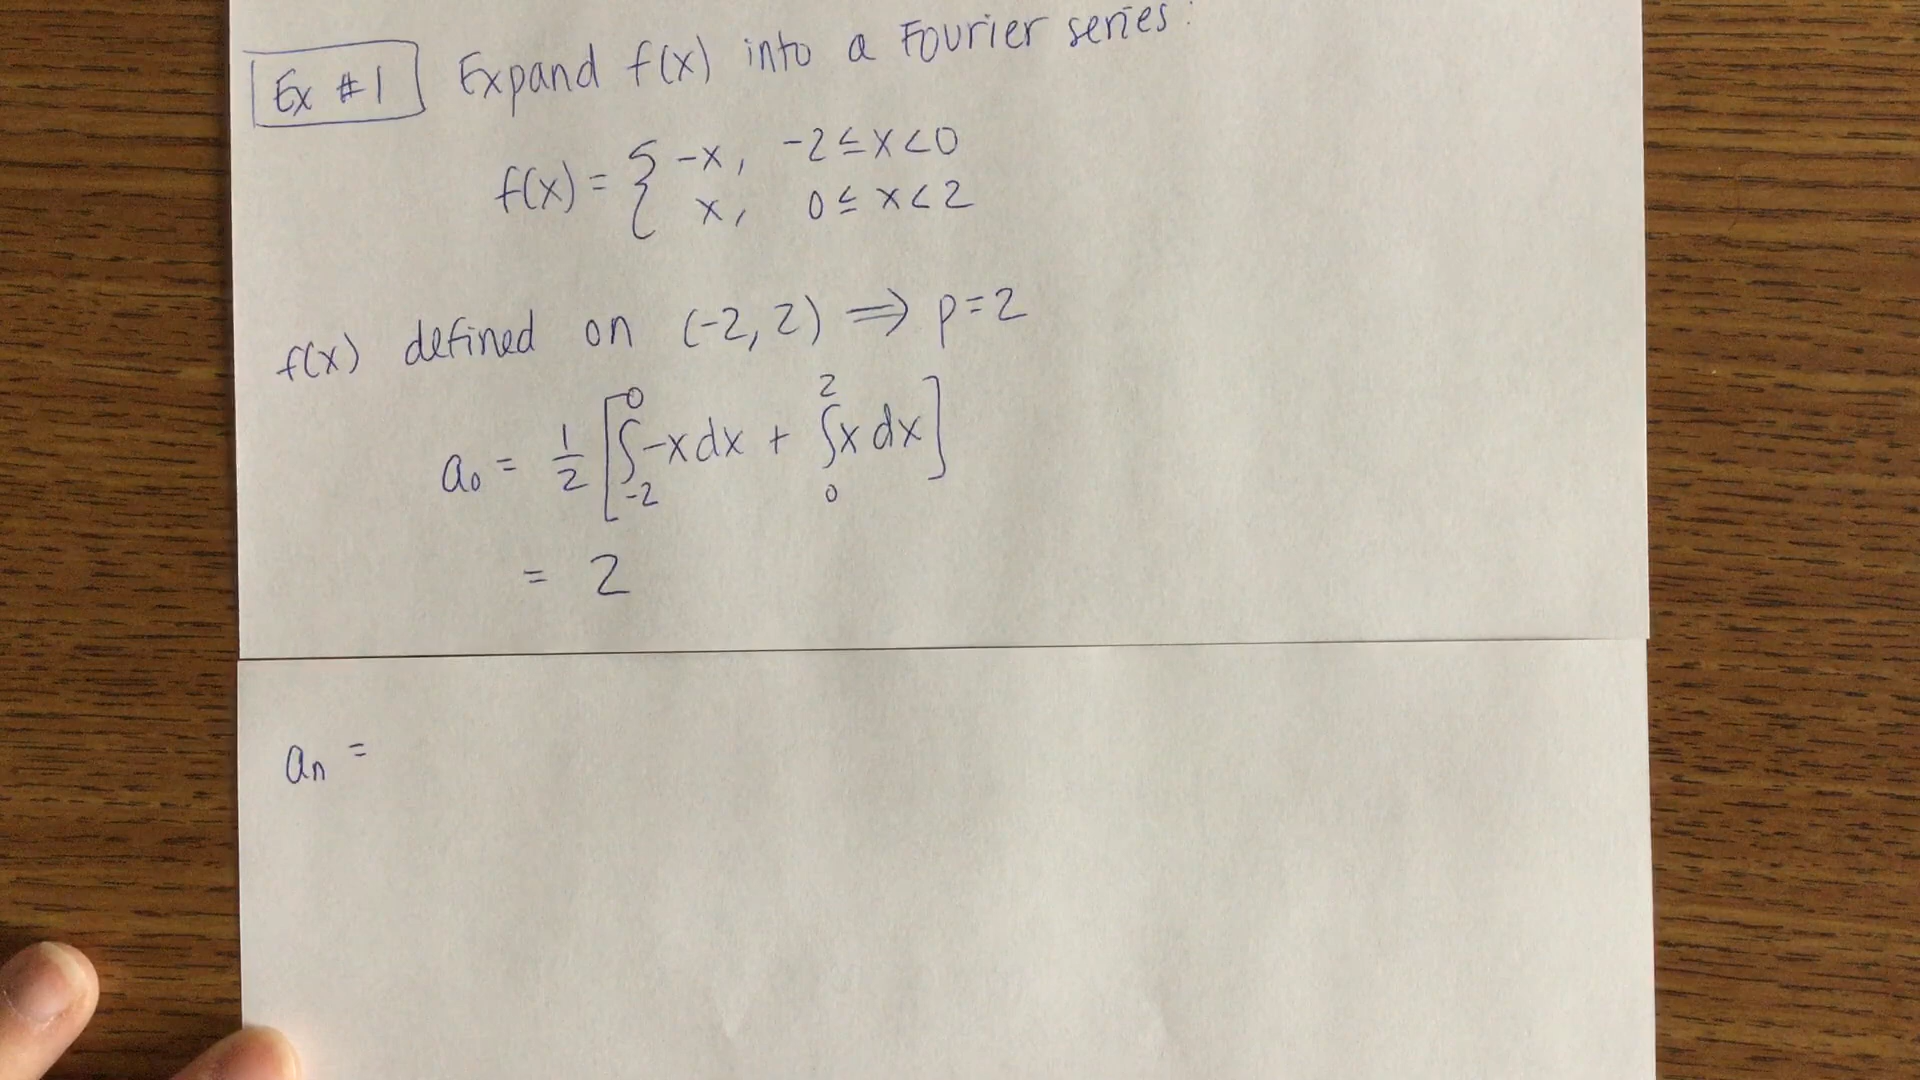 Ex #1 Expand f(x) into a Fourier series:
f(x) = { -x, -2 ≤ x < 0
x, 0 ≤ x < 2
f(x) defined on (-2, 2) ⟹ p = 2
a₀ = 1/2 [∫₋₂⁰ -x dx + ∫₀² x dx]
= 2
aₙ =